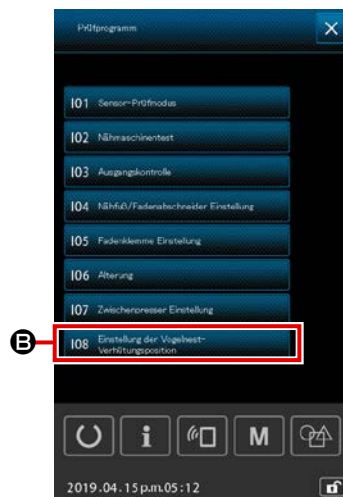 Prüfprogramm
I01 Sensor-Prüfmodus
I02 Nähmaschinentest
I03 Ausgangskontrolle
I04 Nähfuß/Fadenabschneider Einstellung
I05 Fadenklemme Einstellung
I06 Alterung
I07 Zwischenpresser Einstellung
B
I08 Einstellung der Vogelnest-
Verhütungsposition
i M
2019.04.15 p.m.05:12